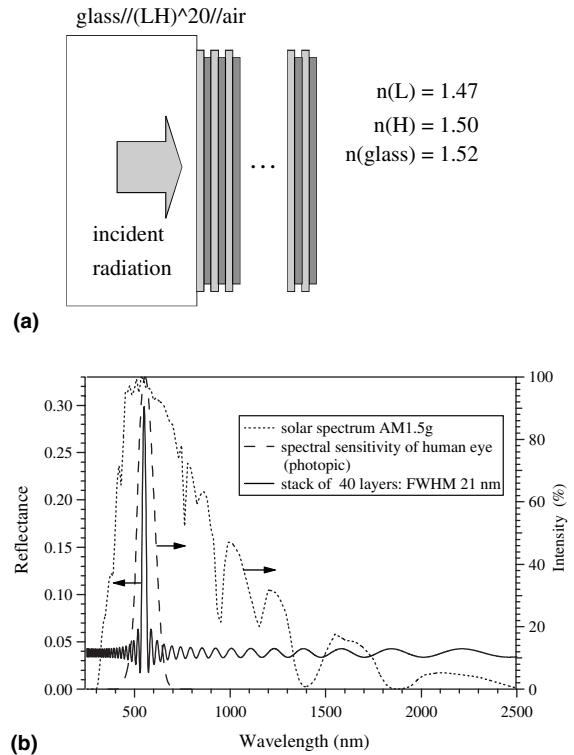 glass//(LH)^20//air
n(L) = 1.47
n(H) = 1.50
n(glass) = 1.52
...
incident
radiation
(a)
0.30
0.25
0.20
0.15
0.10
0.05
0.00
Reflectance
100
80
60
40
20
0
Intensity (%)
solar spectrum AM1.5g
spectral sensitivity of human eye
(photopic)
stack of 40 layers: FWHM 21 nm
500
1000
1500
2000
2500
Wavelength (nm)
(b)